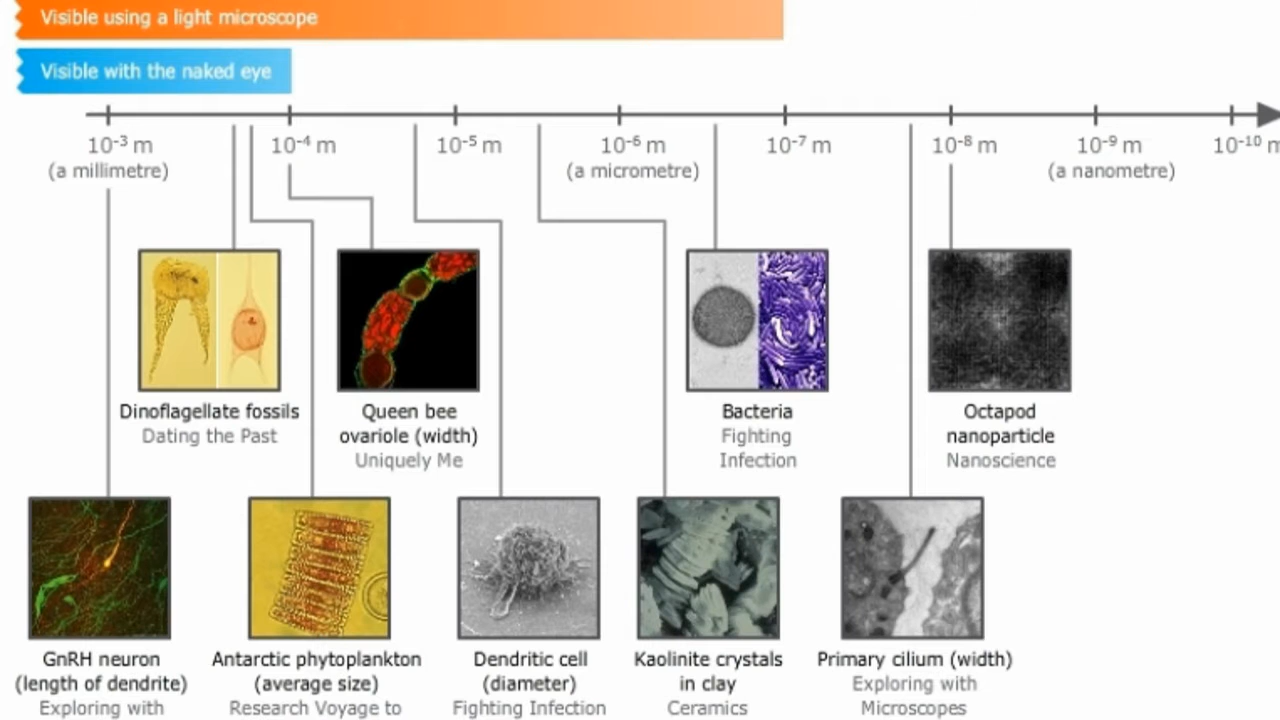 Visible using a light microscope
Visible with the naked eye
10⁻³ m
(a millimetre)
10⁻⁴ m
10⁻⁵ m
10⁻⁶ m
(a micrometre)
10⁻⁷ m
10⁻⁸ m
10⁻⁹ m
(a nanometre)
10⁻¹⁰ m
Dinoflagellate fossils
Dating the Past
Queen bee
ovariole (width)
Uniquely Me
Bacteria
Fighting
Infection
Octapod
nanoparticle
Nanoscience
GnRH neuron
(length of dendrite)
Exploring with
Antarctic phytoplankton
(average size)
Research Voyage to
Dendritic cell
(diameter)
Fighting Infection
Kaolinite crystals
in clay
Ceramics
Primary cilium (width)
Exploring with
Microscopes